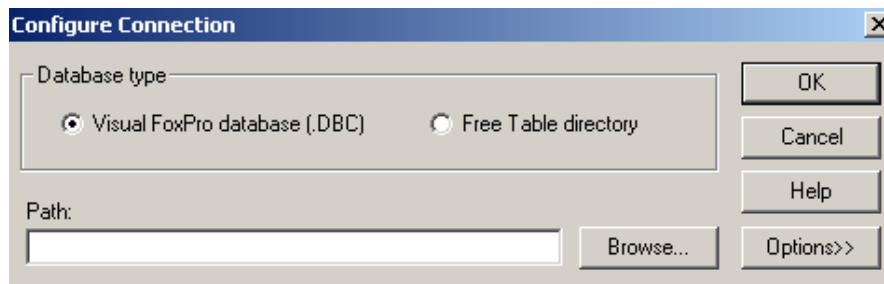 Configure Connection
Database type
Visual FoxPro database (.DBC)
Free Table directory
OK
Cancel
Help
Path:
Browse...
Options>>